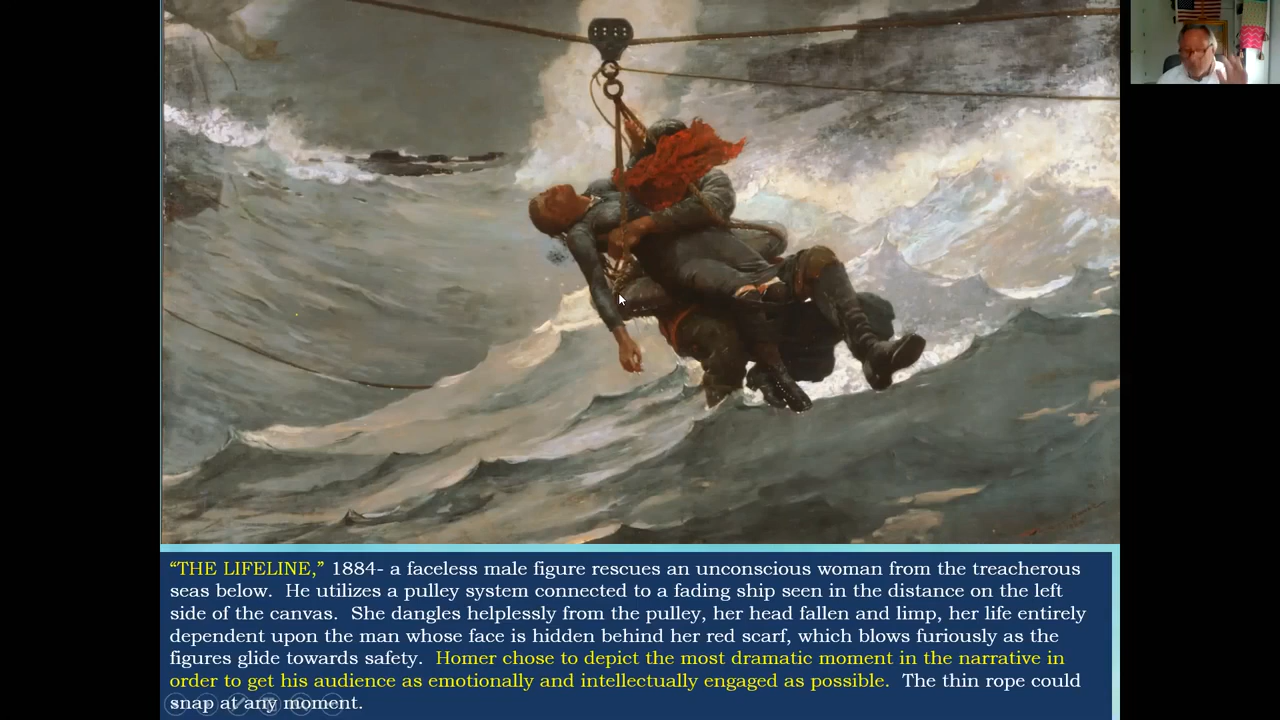 “THE LIFELINE,” 1884- a faceless male figure rescues an unconscious woman from the treacherous
seas below.  He utilizes a pulley system connected to a fading ship seen in the distance on the left
side of the canvas.  She dangles helplessly from the pulley, her head fallen and limp, her life entirely
dependent upon the man whose face is hidden behind her red scarf, which blows furiously as the
figures glide towards safety.  Homer chose to depict the most dramatic moment in the narrative in
order to get his audience as emotionally and intellectually engaged as possible.  The thin rope could
snap at any moment.